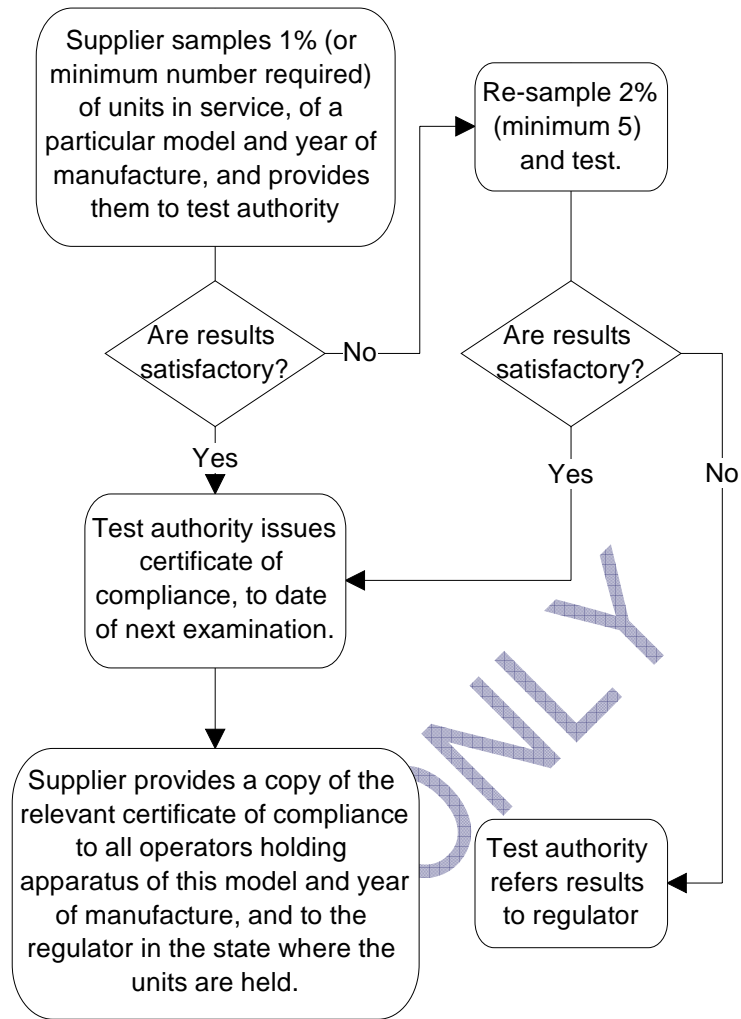 Supplier samples 1% (or
minimum number required)
of units in service, of a
particular model and year of
manufacture, and provides
them to test authority
Re-sample 2%
(minimum 5)
and test.
Are results
satisfactory?
No
Are results
satisfactory?
Yes
Yes
No
Test authority issues
certificate of
compliance, to date
of next examination.
ONLY
Supplier provides a copy of the
relevant certificate of compliance
to all operators holding
apparatus of this model and year
of manufacture, and to the
regulator in the state where the
units are held.
Test authority
refers results
to regulator